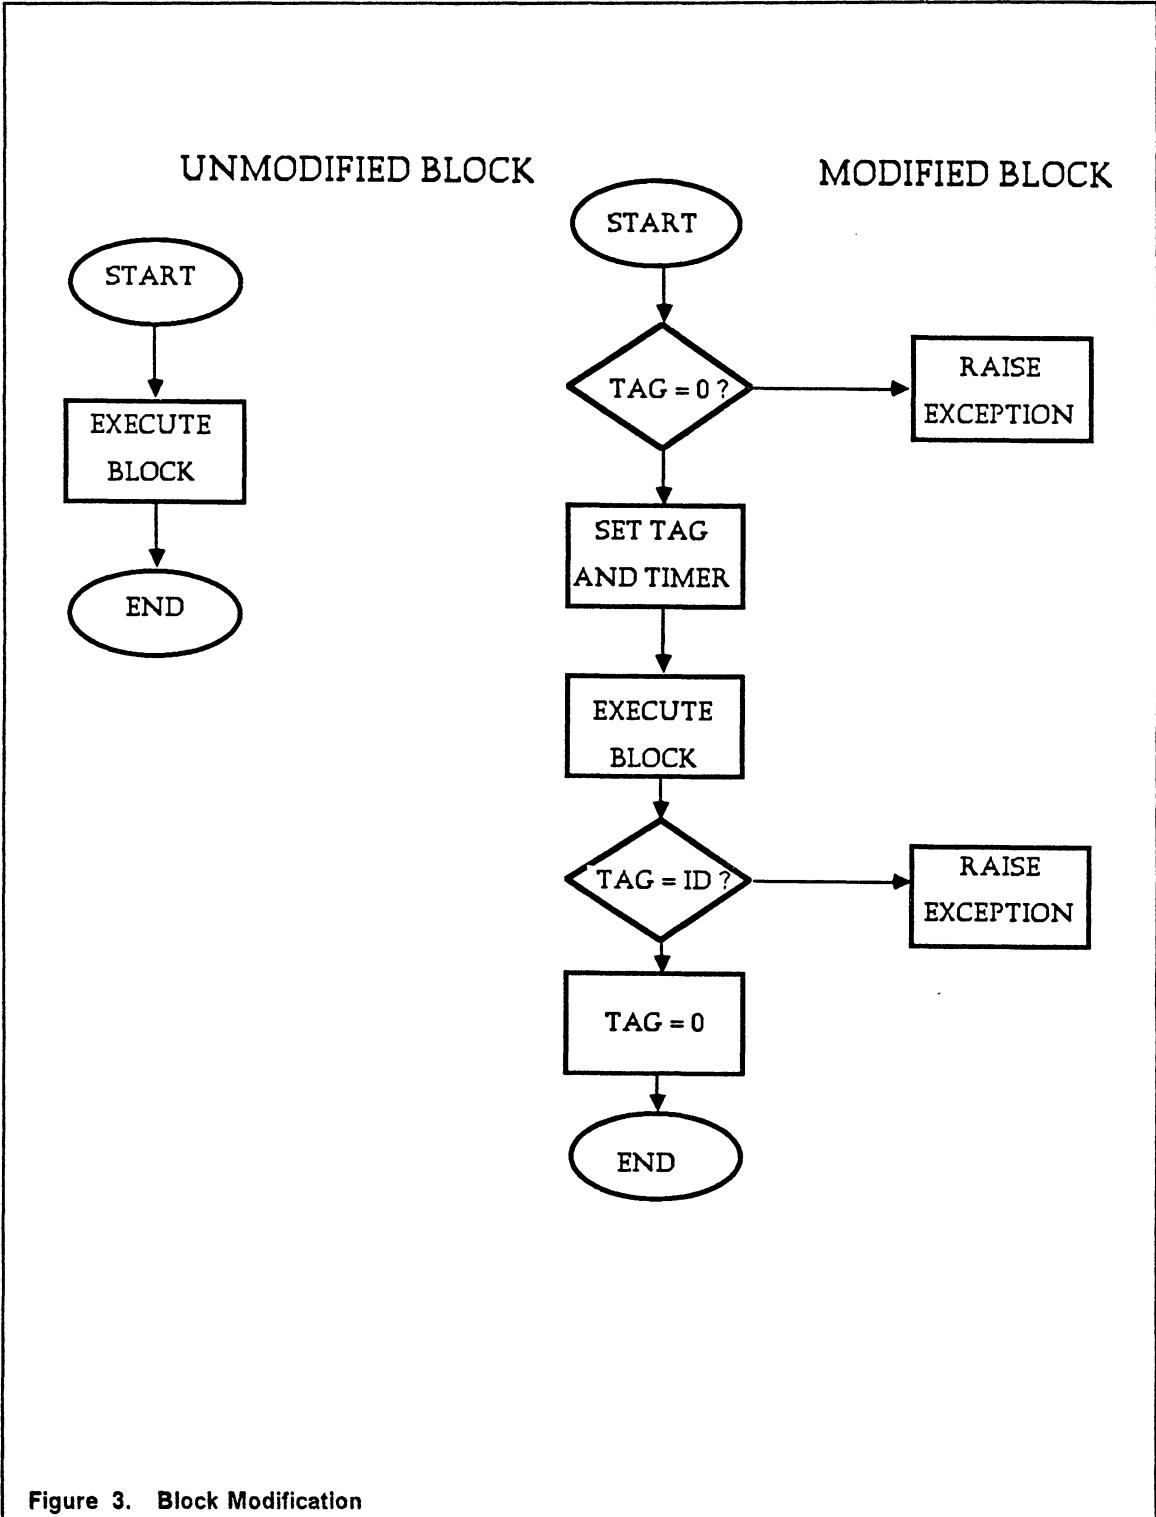 UNMODIFIED BLOCK
START
EXECUTE
BLOCK
END
MODIFIED BLOCK
START
TAG = 0 ?
RAISE
EXCEPTION
SET TAG
AND TIMER
EXECUTE
BLOCK
TAG = ID ?
RAISE
EXCEPTION
TAG = 0
END
Figure 3. Block Modification